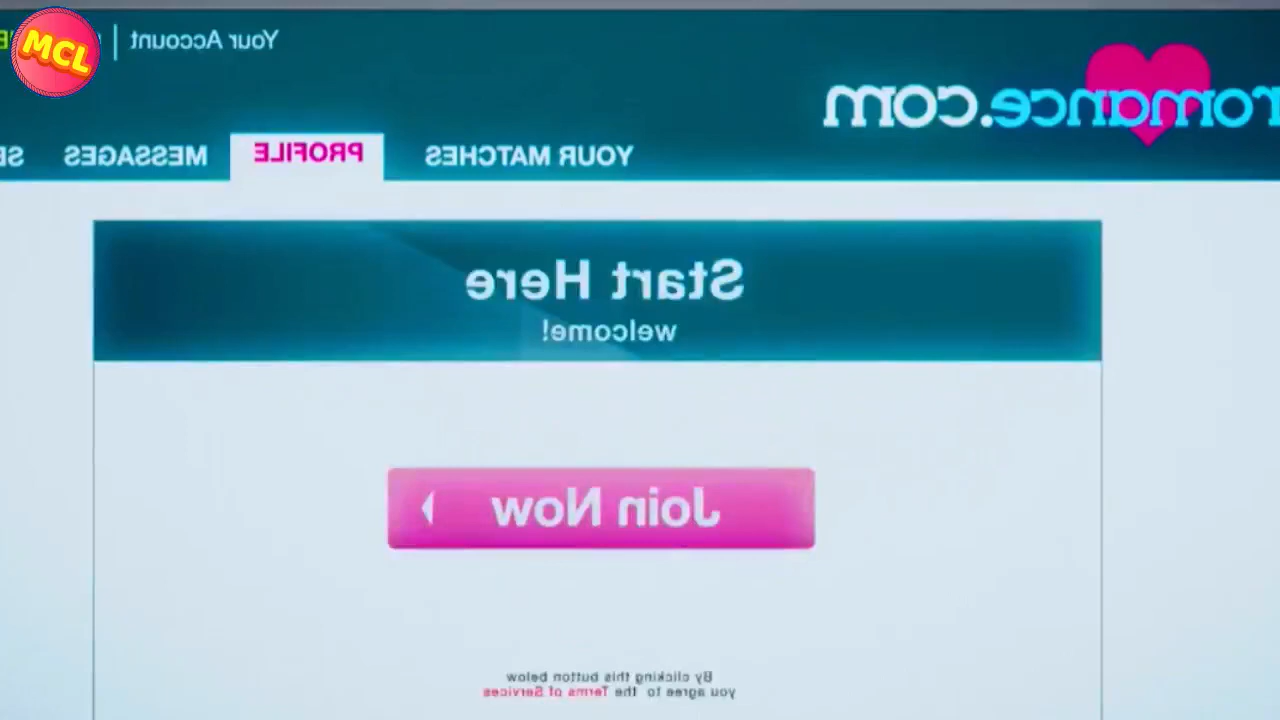 MCL
Your Account
romance.com
YOUR MATCHES
PROFILE
MESSAGES
Start Here
welcome!
Join Now
By clicking this button below
you agree to the Terms of Services